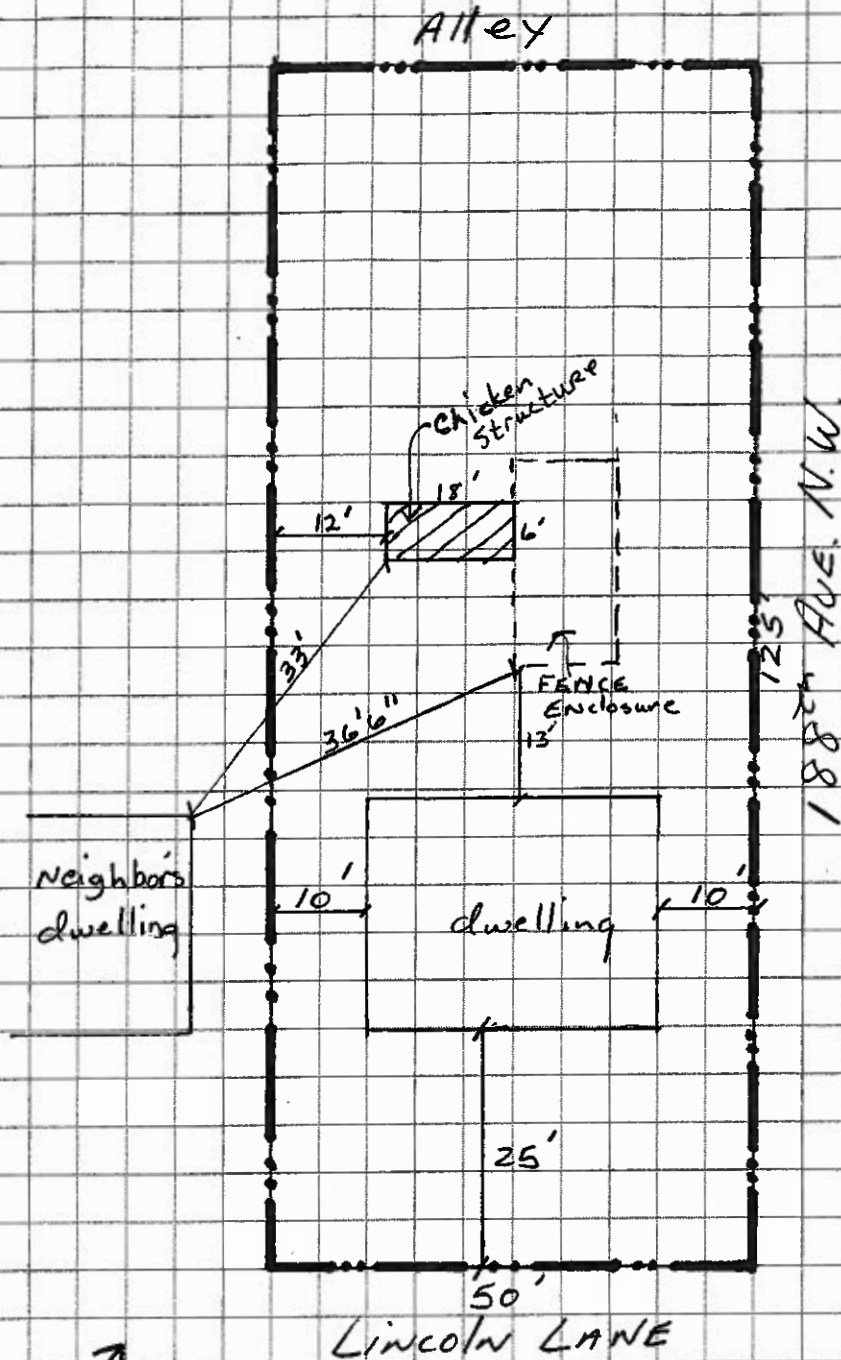 Alley
Chicken
Structure
18'
12'
6'
33'
36'6"
FENCE
Enclosure
13'
125'
188th AVE. N.W.
Neighbors
dwelling
10'
dwelling
10'
25'
50'
LINCOLN LANE